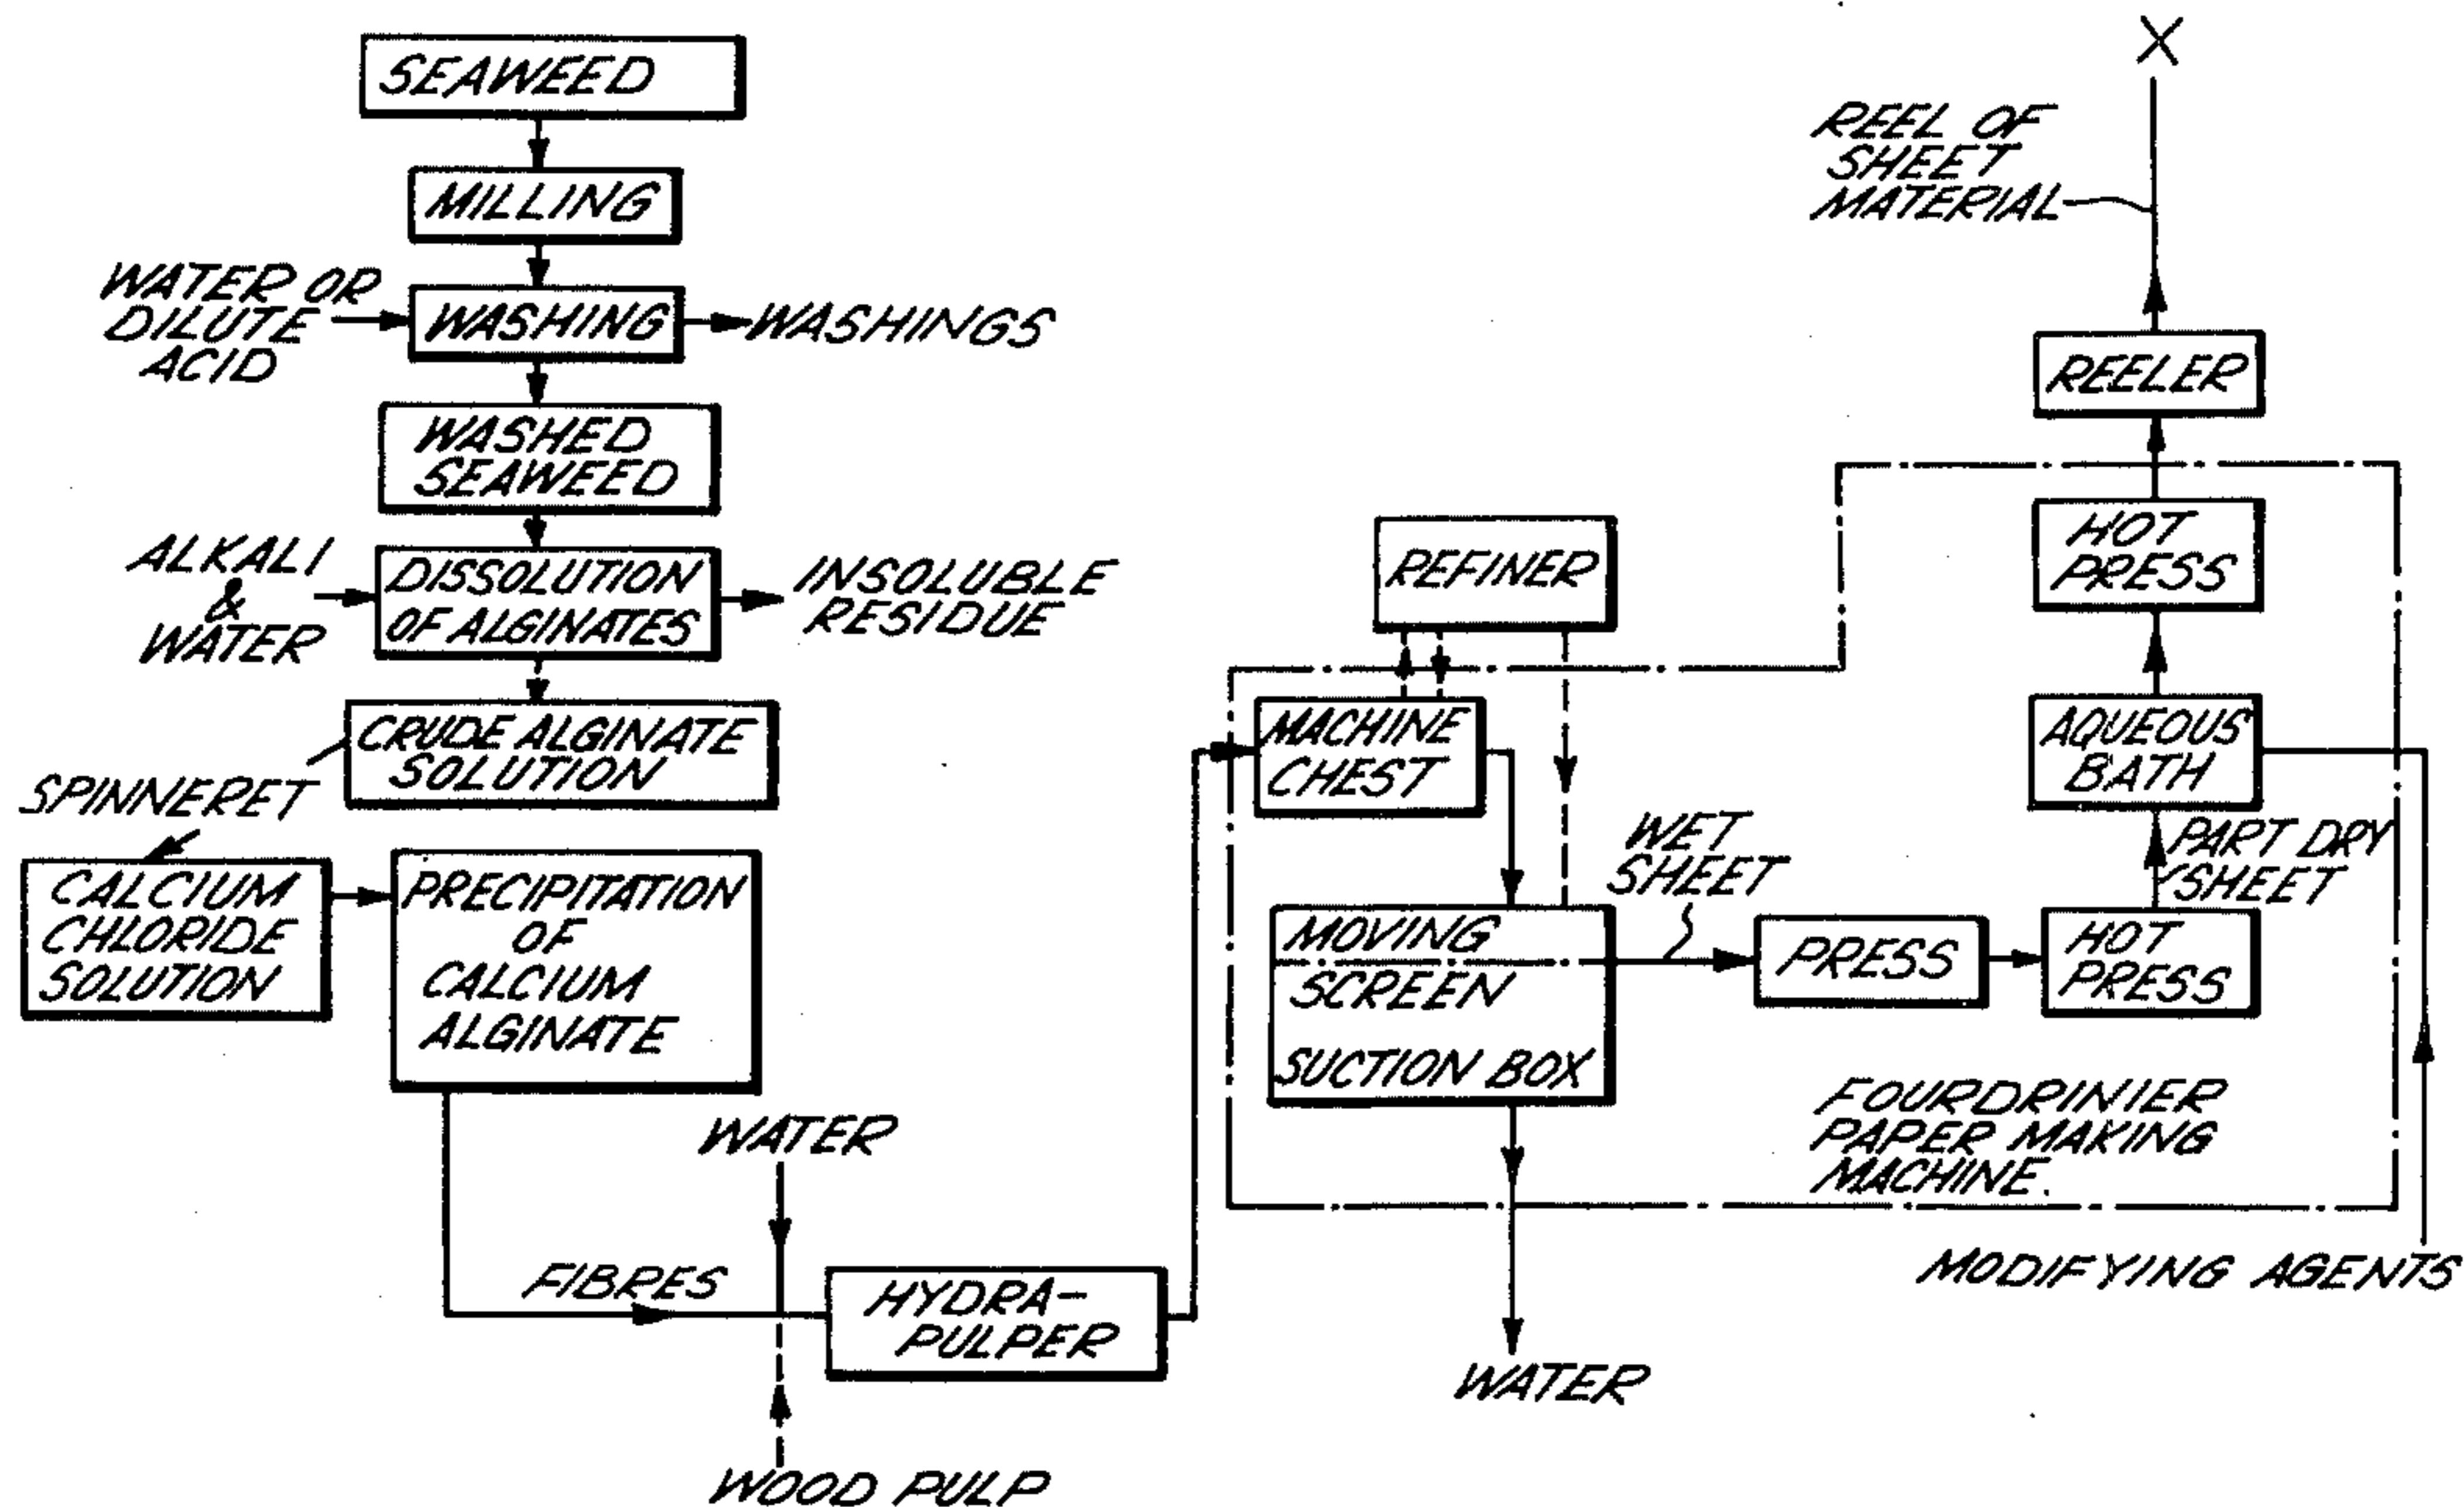 SEAWEED
MILLING
WATER OR
DILUTE
ACID
WASHING
WASHINGS
WASHED
SEAWEED
ALKALI
&
WATER
DISSOLUTION
OF ALGINATES
INSOLUBLE
RESIDUE
CRUDE ALGINATE
SOLUTION
SPINNERET
CALCIUM
CHLORIDE
SOLUTION
PRECIPITATION
OF
CALCIUM
ALGINATE
WATER
FIBRES
HYDRA-
PULPER
WOOD PULP
REFINER
MACHINE
CHEST
MOVING
SCREEN
SUCTION BOX
WATER
WET
SHEET
PRESS
HOT
PRESS
PART DRY
SHEET
AQUEOUS
BATH
HOT
PRESS
REELER
REEL OF
SHEET
MATERIAL
X
FOURDRINIER
PAPER MAKING
MACHINE.
MODIFYING AGENTS